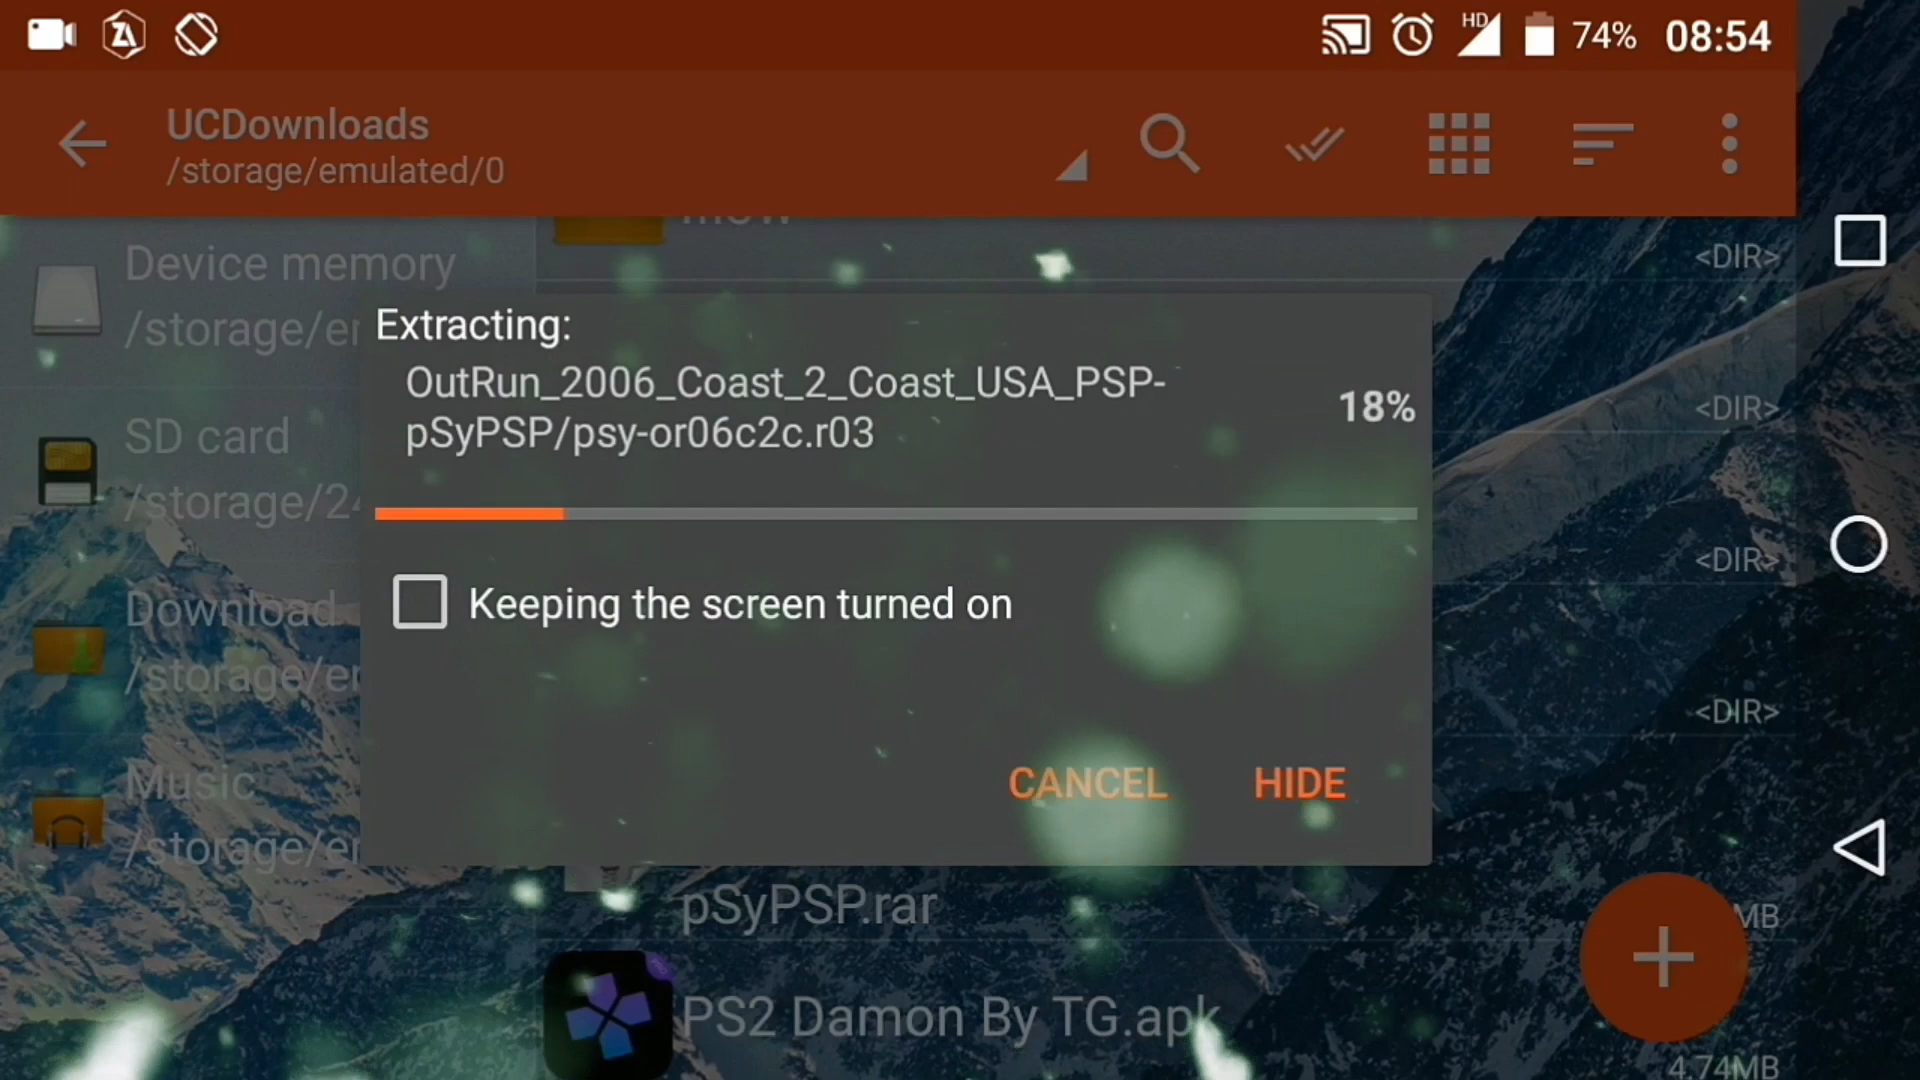 HD 74% 08:54
UCDownloads
/storage/emulated/0
Device memory
/storage/er
<DIR>
Extracting:
OutRun_2006_Coast_2_Coast_USA_PSP-
pSyPSP/psy-or06c2c.r03
18%
<DIR>
SD card
/storage/24
<DIR>
Keeping the screen turned on
Download
/storage/er
<DIR>
CANCEL HIDE
Music
/storage/er
pSyPSP.rar
MB
PS2 Damon By TG.apk
4.74MB